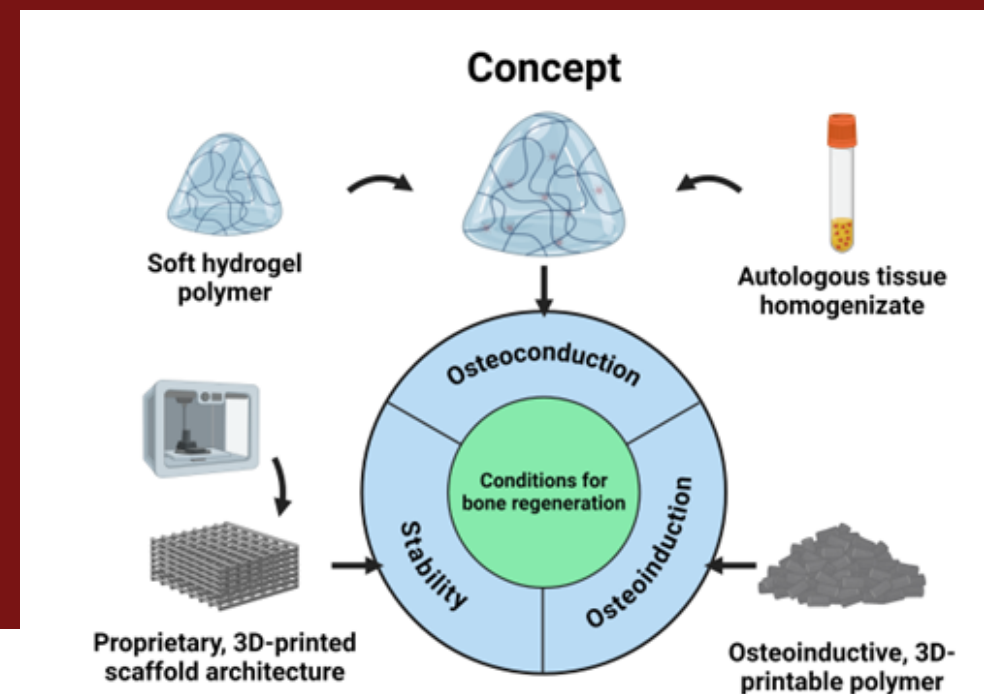 Concept
Soft hydrogel
polymer
Autologous tissue
homogenizate
Osteoconduction
Conditions for
bone regeneration
Stability
Osteoinduction
Proprietary, 3D-printed
scaffold architecture
Osteoinductive, 3D-
printable polymer